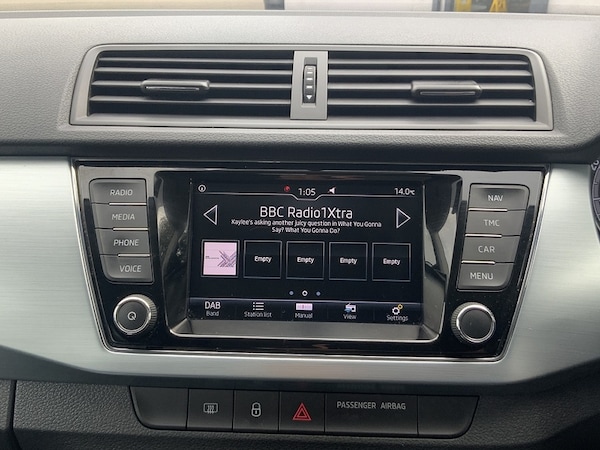 RADIO
MEDIA
PHONE
VOICE
1:05
14.0°C
BBC Radio1Xtra
Kaylee's asking another juicy question in What You Gonna
Say? What You Gonna Do?
Empty
Empty
Empty
Empty
DAB
Band
Station list
Manual
View
Settings
NAV
TMC
CAR
MENU
PASSENGER AIRBAG